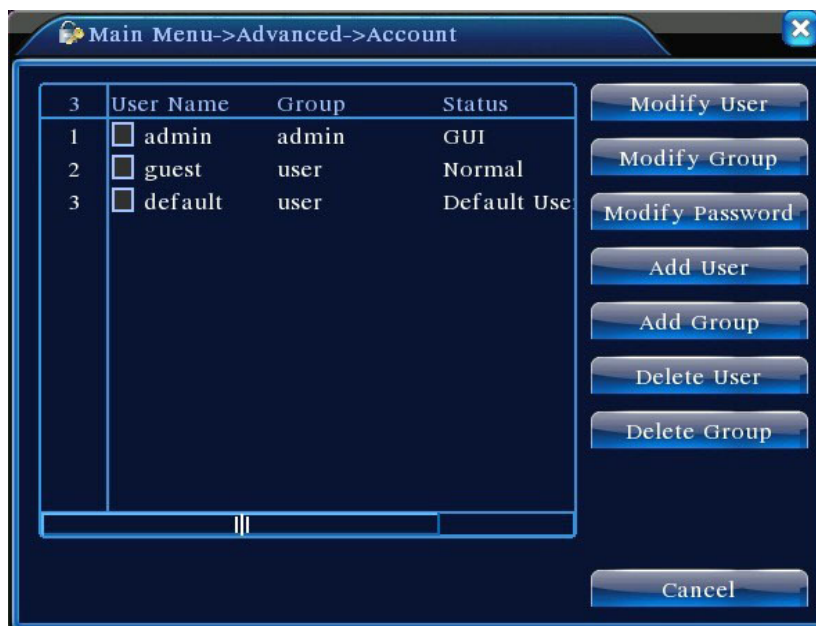 Main Menu->Advanced->Account
3 User Name Group Status
1 admin admin GUI
2 guest user Normal
3 default user Default Use
Modify User
Modify Group
Modify Password
Add User
Add Group
Delete User
Delete Group
Cancel